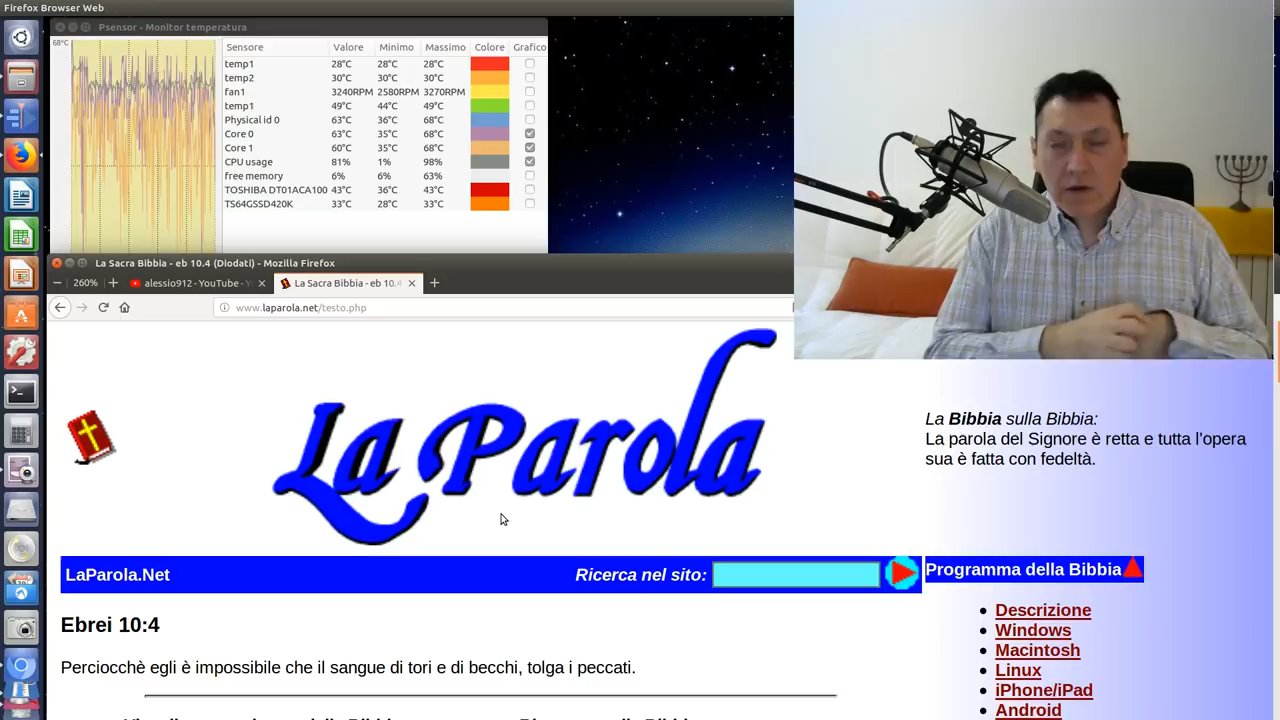 Firefox Browser Web
Psensor - Monitor temperatura
68°C
Sensore Valore Minimo Massimo Colore Grafico
temp1 28°C 28°C 28°C
temp2 30°C 30°C 30°C
fan1 3240RPM 2580RPM 3270RPM
temp1 49°C 44°C 49°C
Physical id 0 63°C 36°C 68°C
Core 0 63°C 35°C 68°C
Core 1 60°C 35°C 68°C
CPU usage 81% 1% 98%
free memory 6% 6% 63%
TOSHIBA DT01ACA100 43°C 36°C 43°C
TS64GSSD420K 33°C 28°C 33°C
La Sacra Bibbia - eb 10.4 (Diodati) - Mozilla Firefox
260% alessio912 - YouTube - Y La Sacra Bibbia - eb 10.4
www.laparola.net/testo.php
La Parola
La Bibbia sulla Bibbia:
La parola del Signore è retta e tutta l'opera
sua è fatta con fedeltà.
LaParola.Net Ricerca nel sito:
Programma della Bibbia
Ebrei 10:4
Perciocchè egli è impossibile che il sangue di tori e di becchi, tolga i peccati.
Descrizione
Windows
Macintosh
Linux
iPhone/iPad
Android